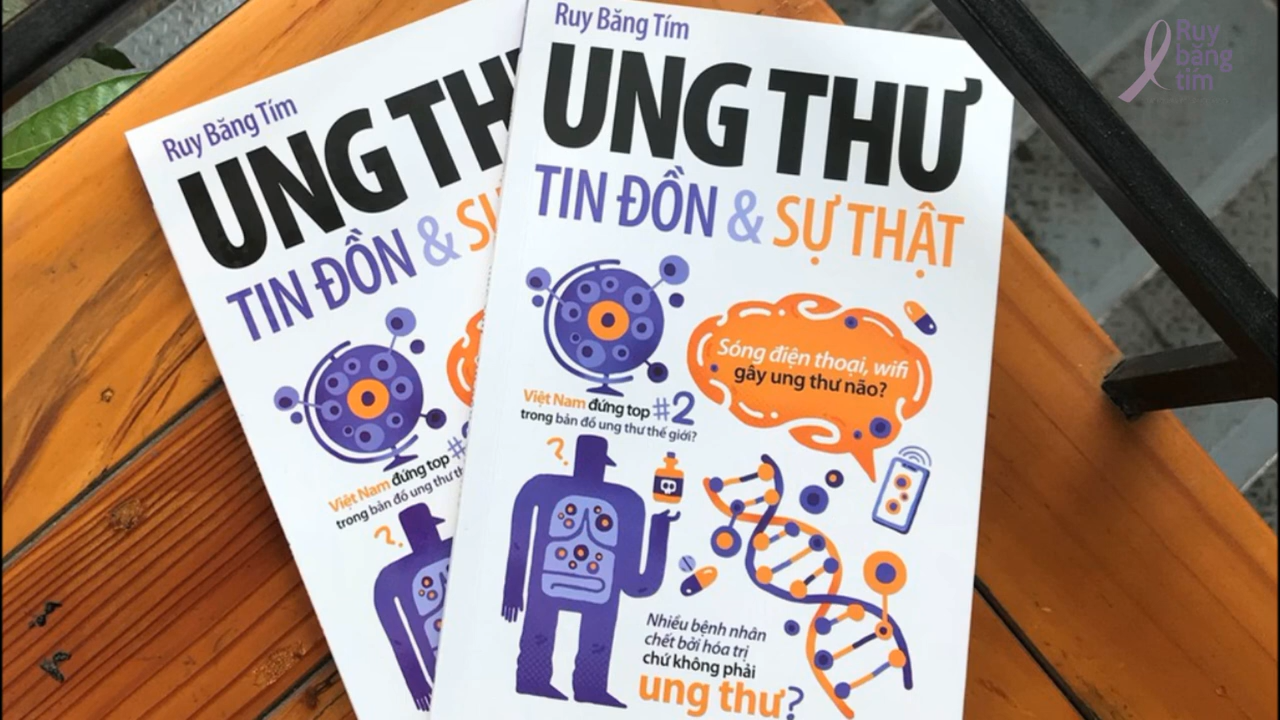 Ruy Băng Tím
UNG THƯ
TIN ĐỒN & SỰ THẬT
Việt Nam đứng top #2
trong bản đồ ung thư thế giới?
Sóng điện thoại, wifi
gây ung thư não?
Nhiều bệnh nhân
chết bởi hóa trị
chứ không phải
ung thư?
Ruy Băng Tím
UNG TH
TIN ĐỒN & S
Việt Nam đứng top #
trong bản đồ ung thư th
Ruy
băng
tím